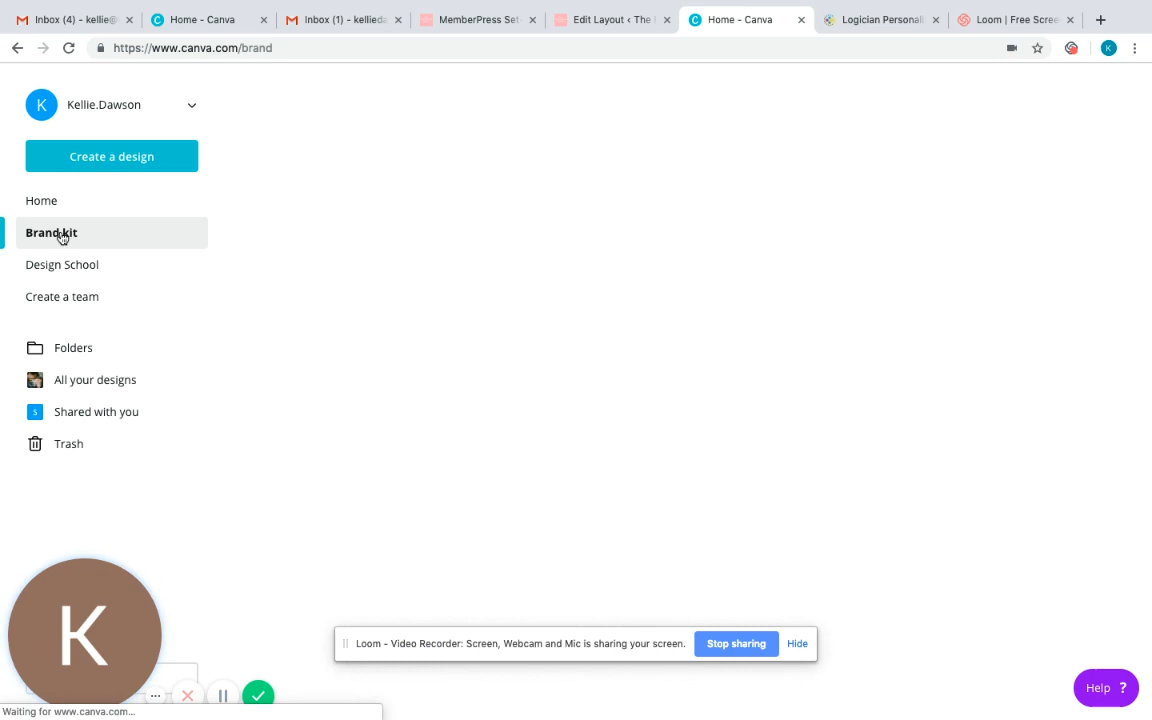 Inbox (4) - kellie@
Home - Canva
Inbox (1) - kellieda
MemberPress Set
Edit Layout ‹ The
Home - Canva
Logician Personali
Loom | Free Scree
https://www.canva.com/brand
K
K
Kellie.Dawson
Create a design
Home
Brand kit
Design School
Create a team
Folders
All your designs
S
Shared with you
Trash
K
Loom - Video Recorder: Screen, Webcam and Mic is sharing your screen.
Stop sharing
Hide
Help ?
Waiting for www.canva.com...